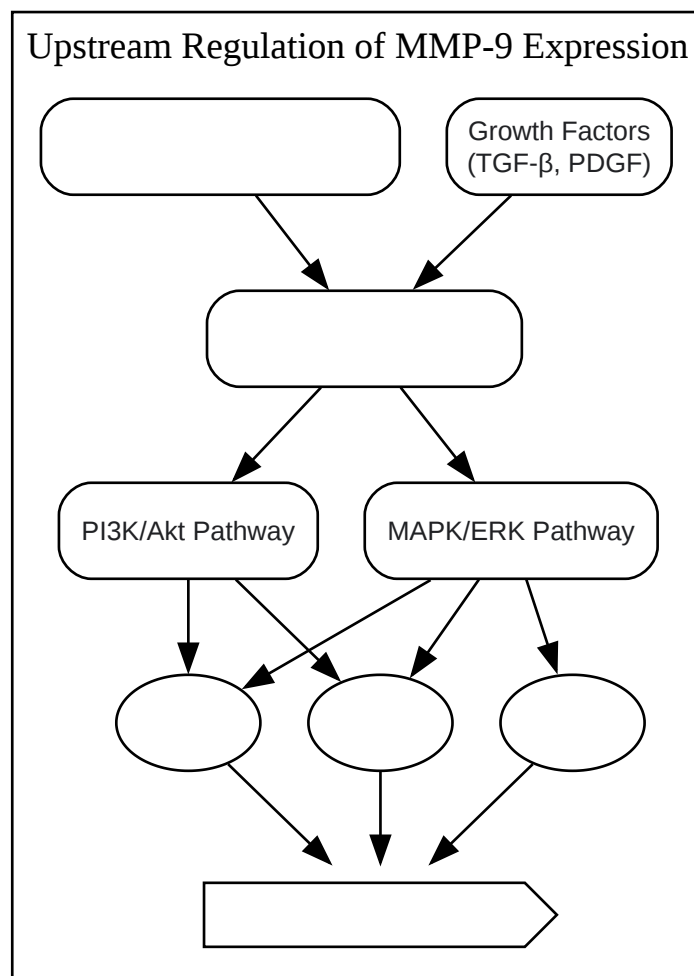 Upstream Regulation of MMP-9 Expression
Growth Factors
(TGF-β, PDGF)
PI3K/Akt Pathway
MAPK/ERK Pathway